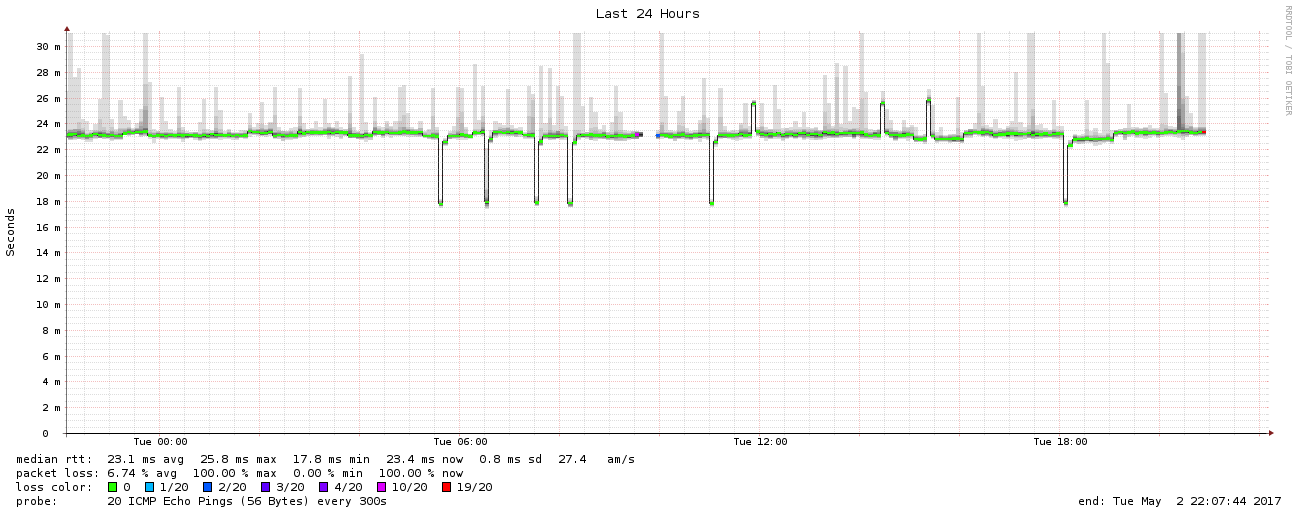 Last 24 Hours
RRDTOOL / TOBI OETIKER
Seconds
30 m
28 m
26 m
24 m
22 m
20 m
18 m
16 m
14 m
12 m
10 m
8 m
6 m
4 m
2 m
0
Tue 00:00 Tue 06:00 Tue 12:00 Tue 18:00
median rtt: 23.1 ms avg 25.8 ms max 17.8 ms min 23.4 ms now 0.8 ms sd 27.4 am/s
packet loss: 6.74 % avg 100.00 % max 0.00 % min 100.00 % now
loss color: 0 1/20 2/20 3/20 4/20 10/20 19/20
probe: 20 ICMP Echo Pings (56 Bytes) every 300s end: Tue May 2 22:07:44 2017